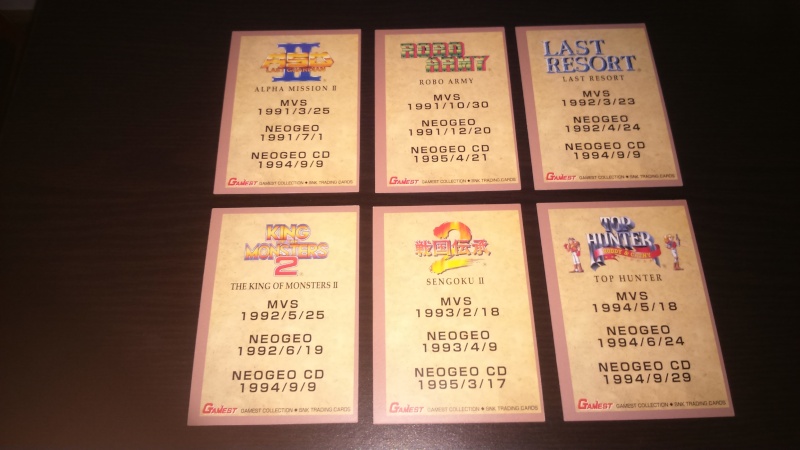 II
ALPHA MISSION II
MVS
1991/3/25
NEOGEO
1991/7/1
NEOGEO CD
1994/9/9
GAMEST GAMEST COLLECTION ★ SNK TRADING CARDS
ROBO
ARMY
ROBO ARMY
MVS
1991/10/30
NEOGEO
1991/12/20
NEOGEO CD
1995/4/21
GAMEST GAMEST COLLECTION ★ SNK TRADING CARDS
LAST
RESORT
LAST RESORT
MVS
1992/3/23
NEOGEO
1992/4/24
NEOGEO CD
1994/9/9
GAMEST GAMEST COLLECTION ★ SNK TRADING CARDS
KING
MONSTERS
2
THE KING OF MONSTERS II
MVS
1992/5/25
NEOGEO
1992/6/19
NEOGEO CD
1994/9/9
GAMEST GAMEST COLLECTION ★ SNK TRADING CARDS
戦国伝承
2
SENGOKU II
MVS
1993/2/18
NEOGEO
1993/4/9
NEOGEO CD
1995/3/17
GAMEST GAMEST COLLECTION ★ SNK TRADING CARDS
TOP
HUNTER
TOP HUNTER
MVS
1994/5/18
NEOGEO
1994/6/24
NEOGEO CD
1994/9/29
GAMEST GAMEST COLLECTION ★ SNK TRADING CARDS